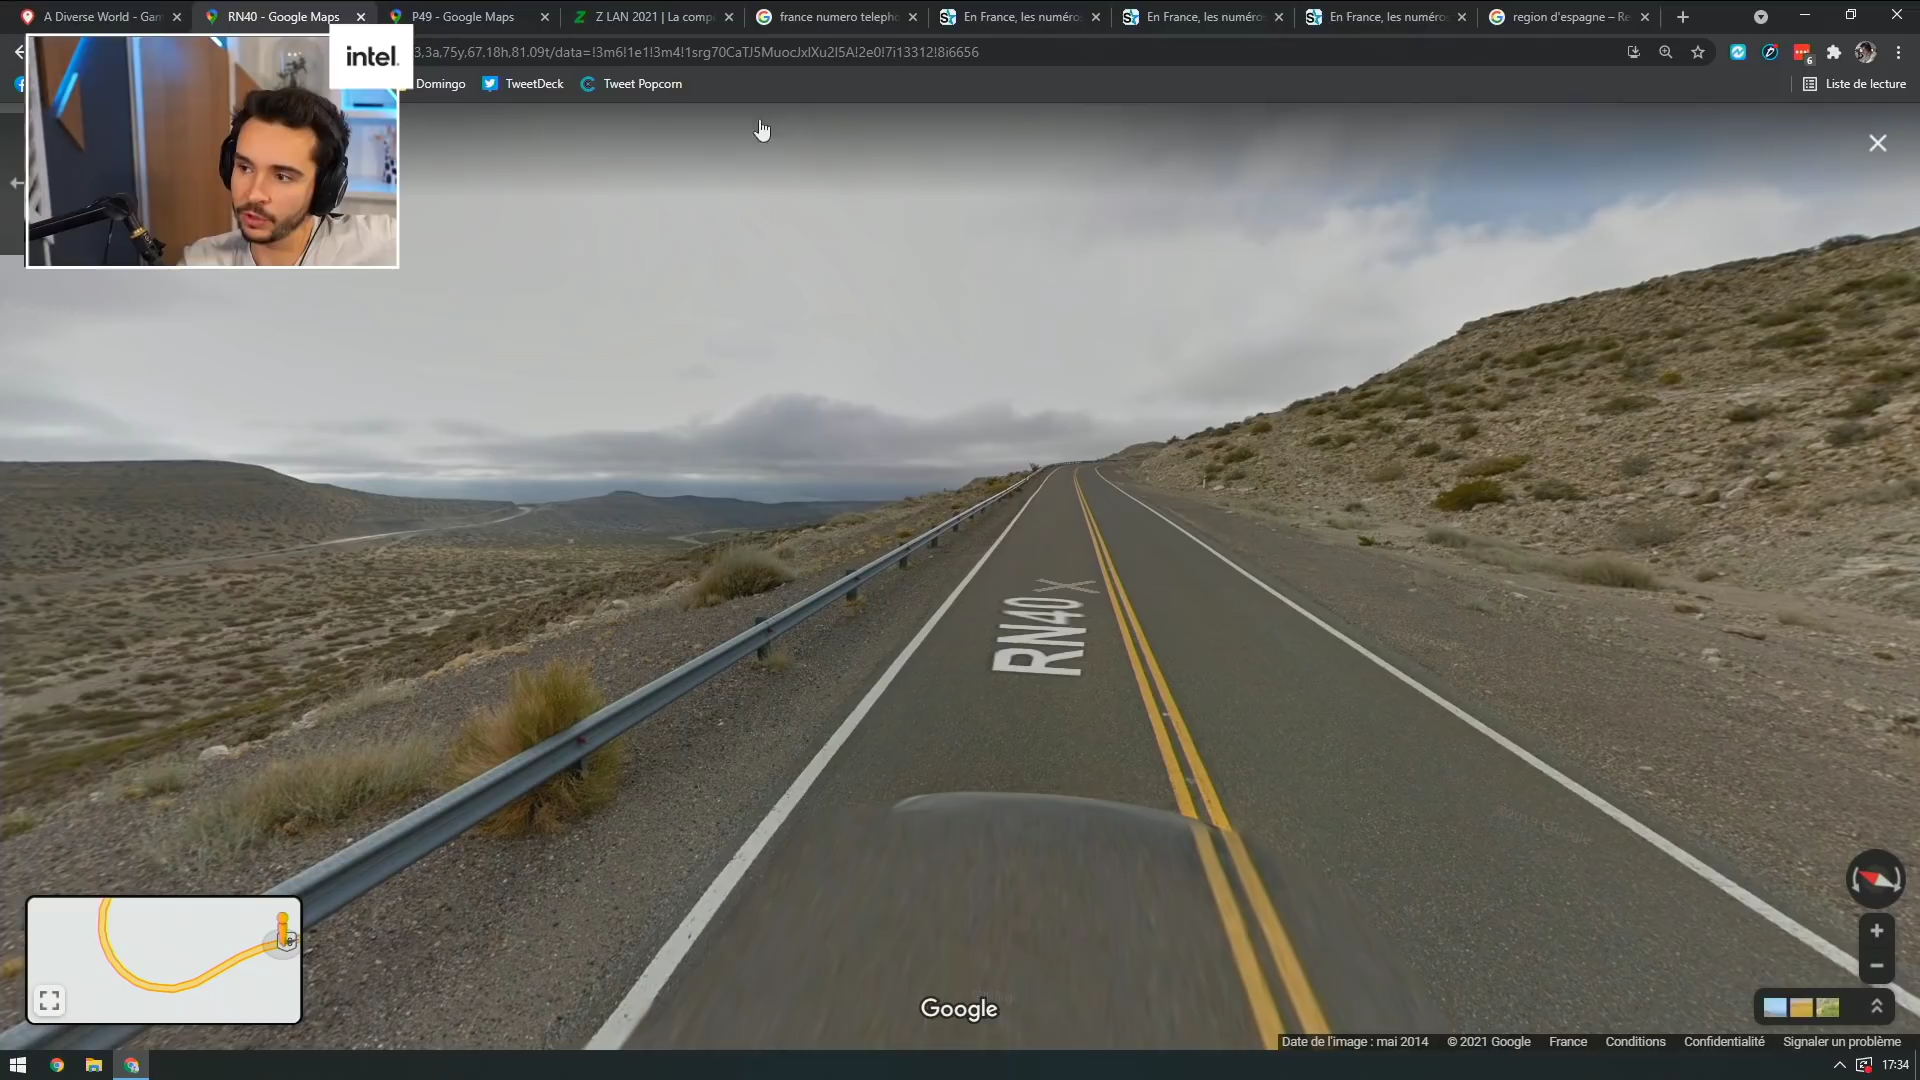 A Diverse World - Gam
RN40 - Google Maps
P49 - Google Maps
Z LAN 2021 | La comp
france numero telepho
En France, les numéro
En France, les numéro
En France, les numéro
region d'espagne – Re
3,3a,75y,67.18h,81.09t/data=!3m6!1e1!3m4!1srg70CaTJ5MuocJxlXu2I5A!2e0!7i13312!8i6656
6
Domingo
TweetDeck
Tweet Popcorn
Liste de lecture
intel.
RN40
Google
Date de l'image : mai 2014
© 2021 Google
France
Conditions
Confidentialité
Signaler un problème
17:34